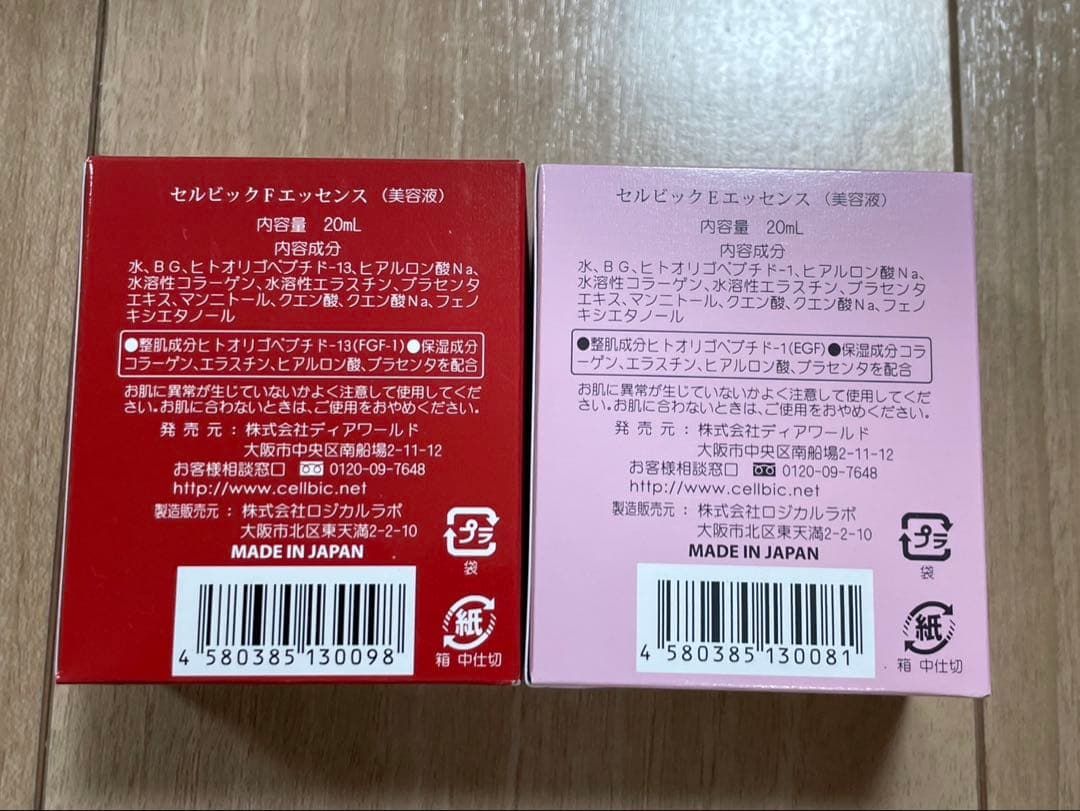 セルビックFエッセンス（美容液）
内容量 20mL
内容成分
水、BG、ヒトオリゴペプチド-13、ヒアルロン酸Na、
水溶性コラーゲン、水溶性エラスチン、プラセンタ
エキス、マンニトール、クエン酸、クエン酸Na、フェノ
キシエタノール
●整肌成分ヒトオリゴペプチド-13(FGF-1)●保湿成分
コラーゲン、エラスチン、ヒアルロン酸、プラセンタを配合
お肌に異常が生じていないかよく注意して使用してくだ
さい。お肌に合わないときは、ご使用をおやめください。
発売元：株式会社ディアワールド
大阪市中央区南船場2-11-12
お客様相談窓口 0120-09-7648
http://www.cellbic.net
製造販売元：株式会社ロジカルラボ
大阪市北区東天満2-2-10
MADE IN JAPAN
プラ
袋
紙
箱 中仕切
4 580385 130098
セルビックEエッセンス（美容液）
内容量 20mL
内容成分
水、BG、ヒトオリゴペプチド-1、ヒアルロン酸Na、
水溶性コラーゲン、水溶性エラスチン、プラセンタ
エキス、マンニトール、クエン酸、クエン酸Na、フェノ
キシエタノール
●整肌成分ヒトオリゴペプチド-1(EGF)●保湿成分コラ
ーゲン、エラスチン、ヒアルロン酸、プラセンタを配合
お肌に異常が生じていないかよく注意して使用してくだ
さい。お肌に合わないときは、ご使用をおやめください。
発売元：株式会社ディアワールド
大阪市中央区南船場2-11-12
お客様相談窓口 0120-09-7648
http://www.cellbic.net
製造販売元：株式会社ロジカルラボ
大阪市北区東天満2-2-10
MADE IN JAPAN
プラ
袋
紙
箱 中仕切
4 580385 130081